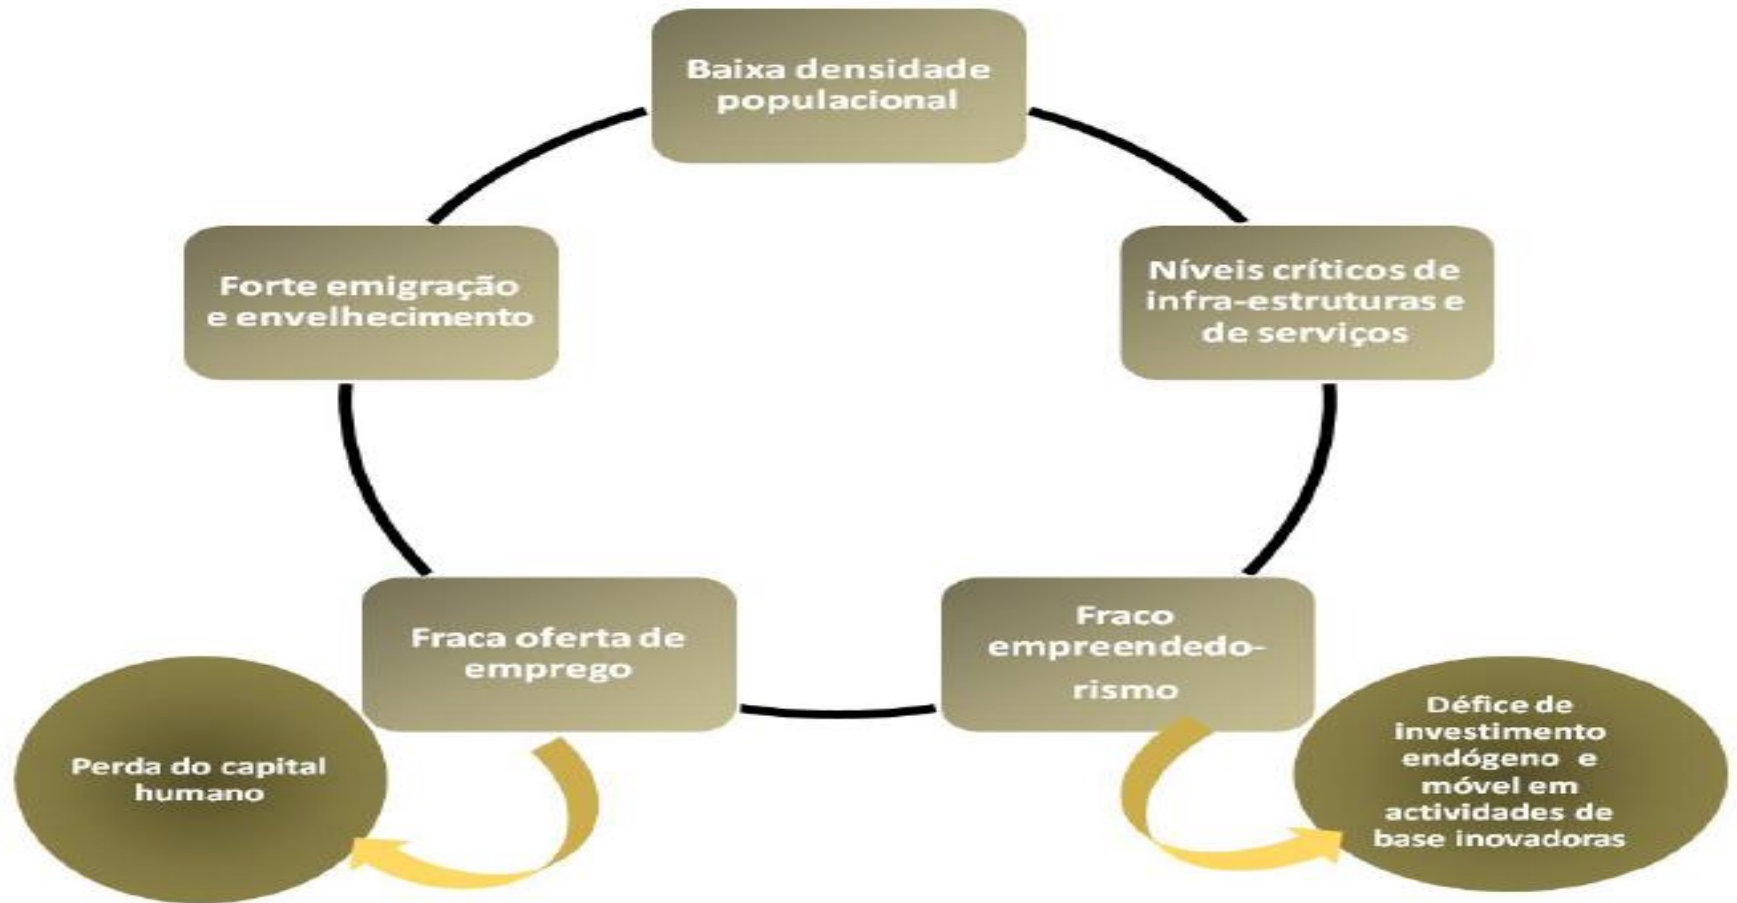 Baixa densidade
populacional
Forte emigração
e envelhecimento
Níveis críticos de
infra-estruturas e
de serviços
Fraca oferta de
emprego
Fraco
empreendedo-
rismo
Perda do capital
humano
Défice de
investimento
endógeno e
móvel em
actividades de
base inovadoras